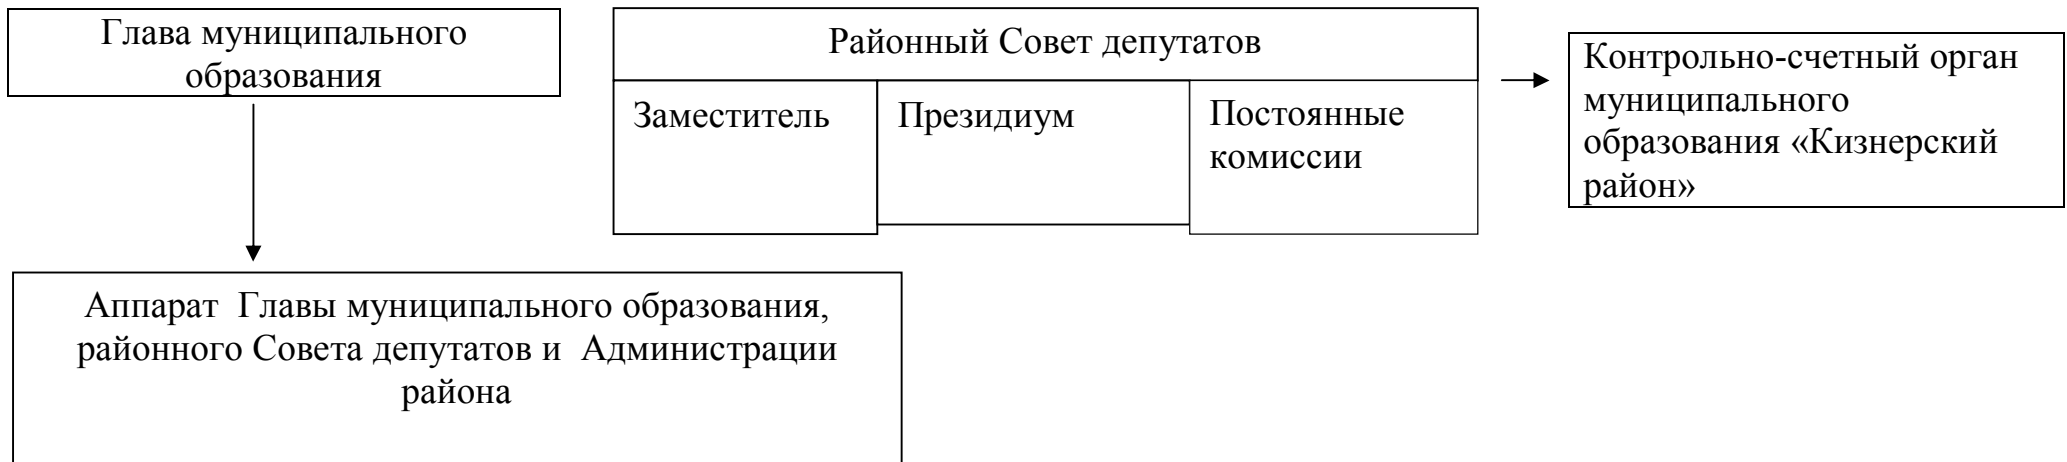 Глава муниципального
образования
Районный Совет депутатов
Заместитель
Президиум
Постоянные
комиссии
Контрольно-счетный орган
муниципального
образования «Кизнерский
район»
Аппарат Главы муниципального образования,
районного Совета депутатов и Администрации
района